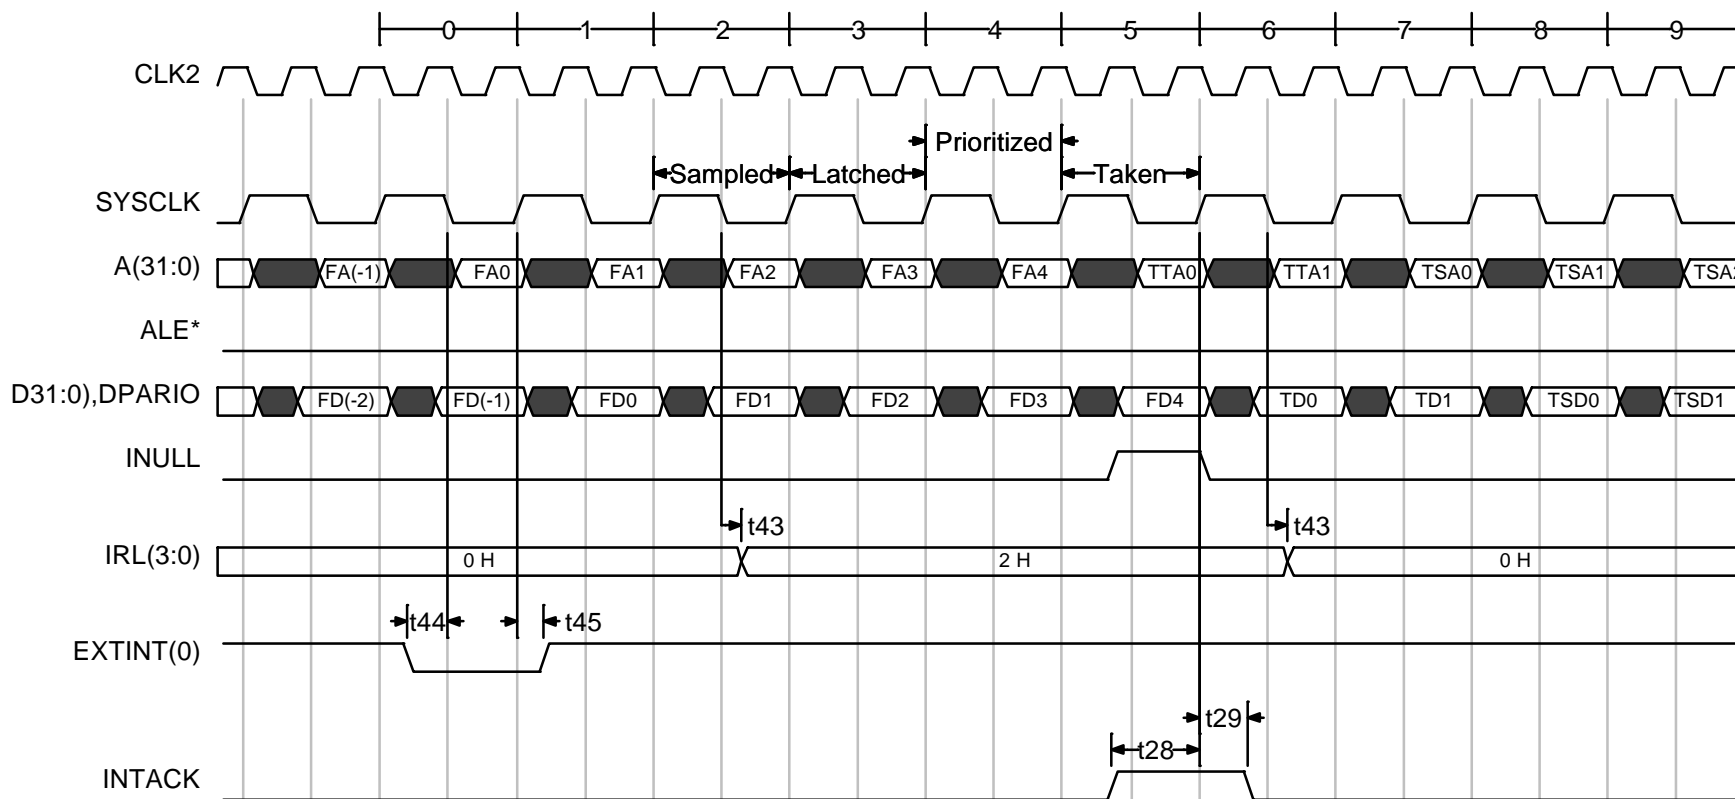 0 1 2 3 4 5 6 7 8 9
CLK2
Prioritized
Sampled Latched Taken
SYSCLK
A(31:0) FA(-1) FA0 FA1 FA2 FA3 FA4 TTA0 TTA1 TSA0 TSA1
ALE*
D31:0),DPARIO FD(-2) FD(-1) FD0 FD1 FD2 FD3 FD4 TD0 TD1 TSD0 TSD1
INULL
t43 t43
IRL(3:0) 0 H 2 H 0 H
t44 t45
EXTINT(0)
t29
t28
INTACK